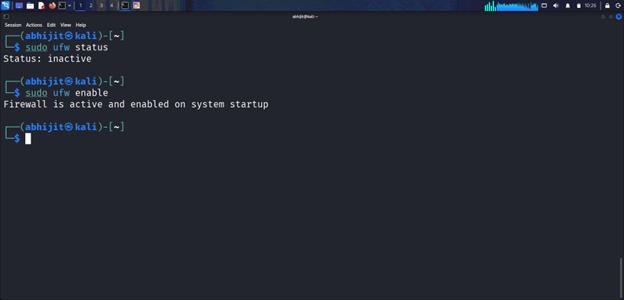 1 2 3 4
abhijit@kali: ~
10:26
Session Actions Edit View Help
┌──(abhijit㉿kali)-[~]
└─$ sudo ufw status
Status: inactive
┌──(abhijit㉿kali)-[~]
└─$ sudo ufw enable
Firewall is active and enabled on system startup
┌──(abhijit㉿kali)-[~]
└─$